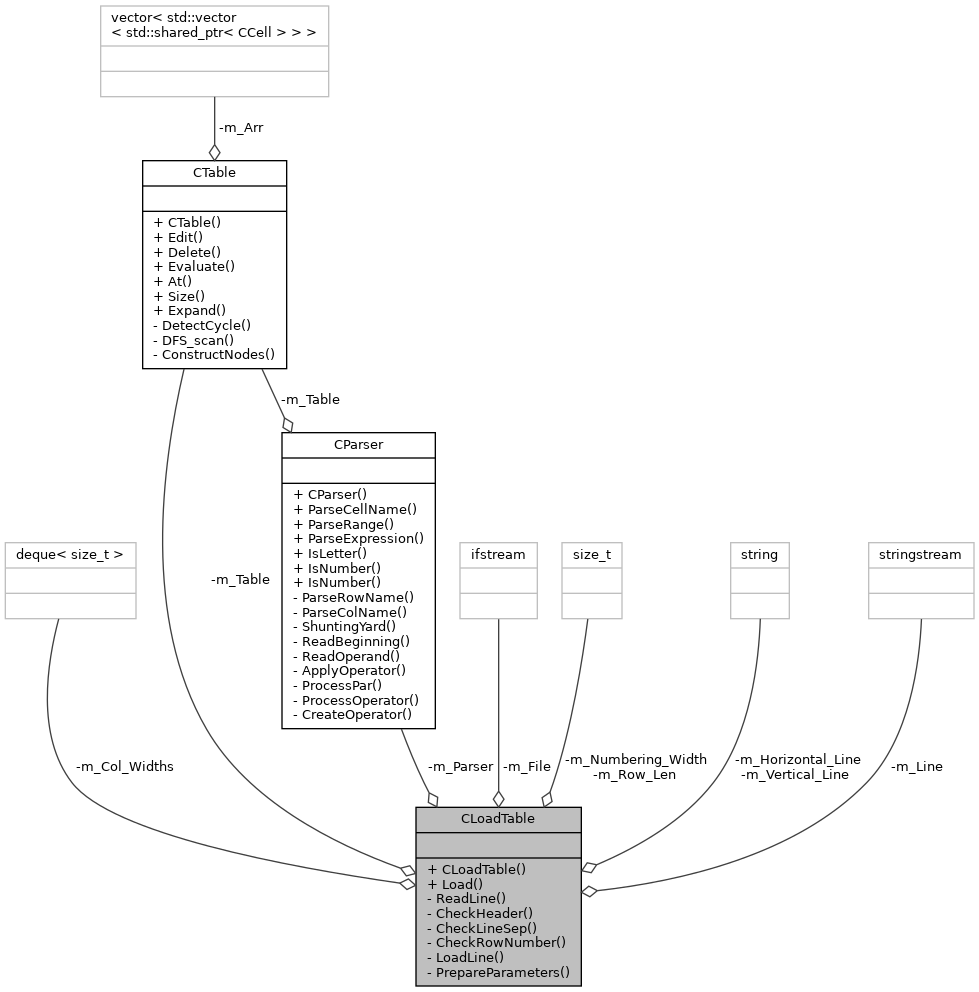 vector< std::vector
< std::shared_ptr< CCell > > >
-m_Arr
CTable
+ CTable()
+ Edit()
+ Delete()
+ Evaluate()
+ At()
+ Size()
+ Expand()
- DetectCycle()
- DFS_scan()
- ConstructNodes()
-m_Table
CParser
+ CParser()
+ ParseCellName()
+ ParseRange()
+ ParseExpression()
+ IsLetter()
+ IsNumber()
+ IsNumber()
- ParseRowName()
- ParseColName()
- ShuntingYard()
- ReadBeginning()
- ReadOperand()
- ApplyOperator()
- ProcessPar()
- ProcessOperator()
- CreateOperator()
deque< size_t >
ifstream
size_t
string
stringstream
-m_Table
-m_Col_Widths
-m_Parser
-m_File
-m_Numbering_Width
-m_Row_Len
-m_Horizontal_Line
-m_Vertical_Line
-m_Line
CLoadTable
+ CLoadTable()
+ Load()
- ReadLine()
- CheckHeader()
- CheckLineSep()
- CheckRowNumber()
- LoadLine()
- PrepareParameters()